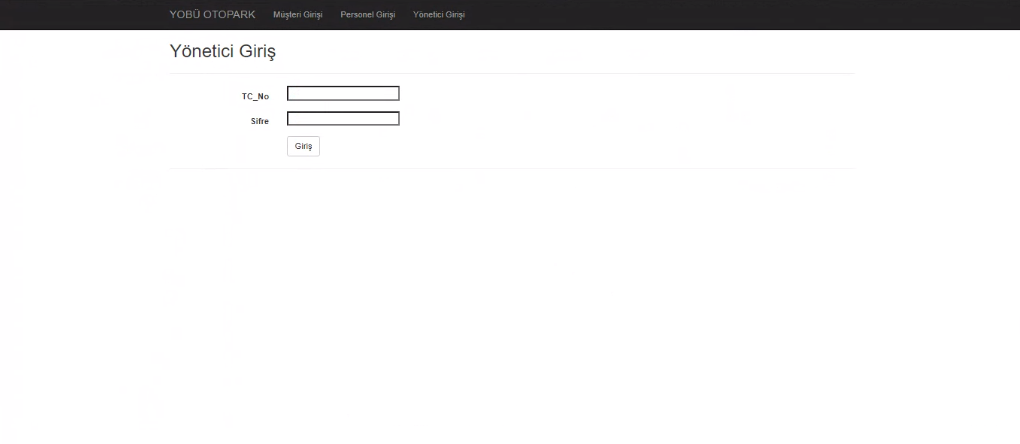 YOBÜ OTOPARK Müşteri Girişi Personel Girişi Yönetici Girişi
Yönetici Giriş
TC_No
Sifre
Giriş